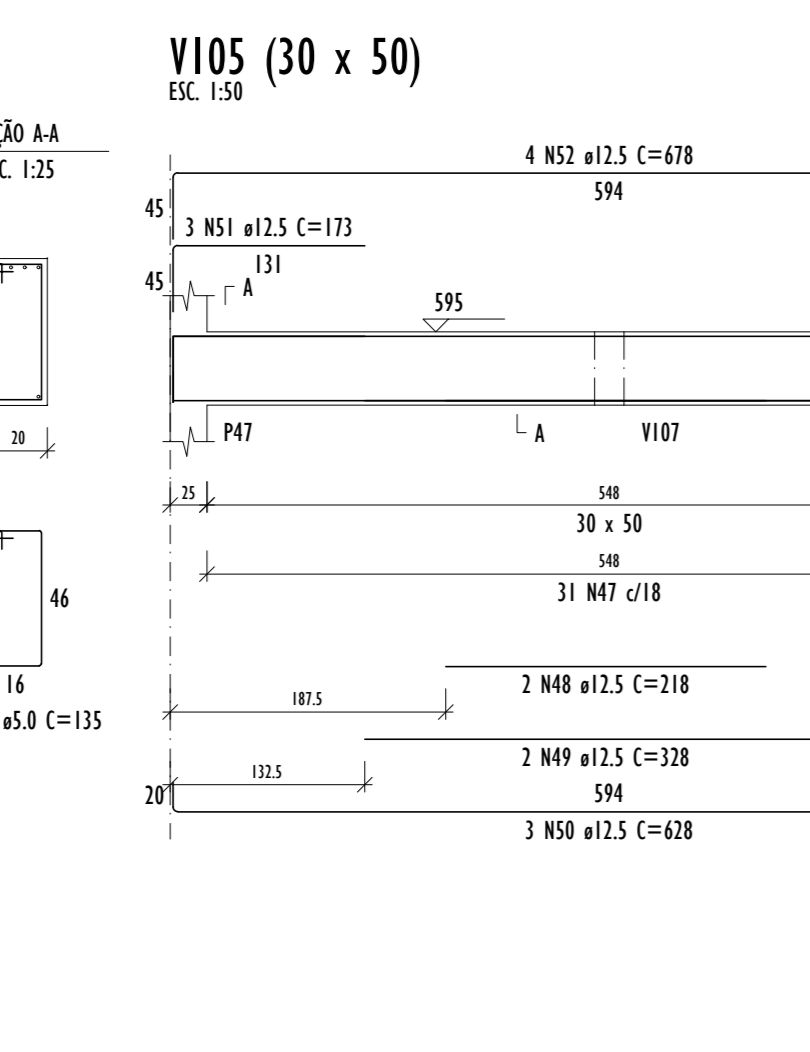 V105 (30 x 50)
ESC. 1:50
ÇÃO A-A
C. 1:25
4 N52 ø12.5 C=678
594
45
3 N51 ø12.5 C=173
131
45
A
595
20
P47
A
V107
25
548
30 x 50
548
31 N47 c/18
46
16
ø5.0 C=135
2 N48 ø12.5 C=218
187.5
2 N49 ø12.5 C=328
132.5
594
20
3 N50 ø12.5 C=628